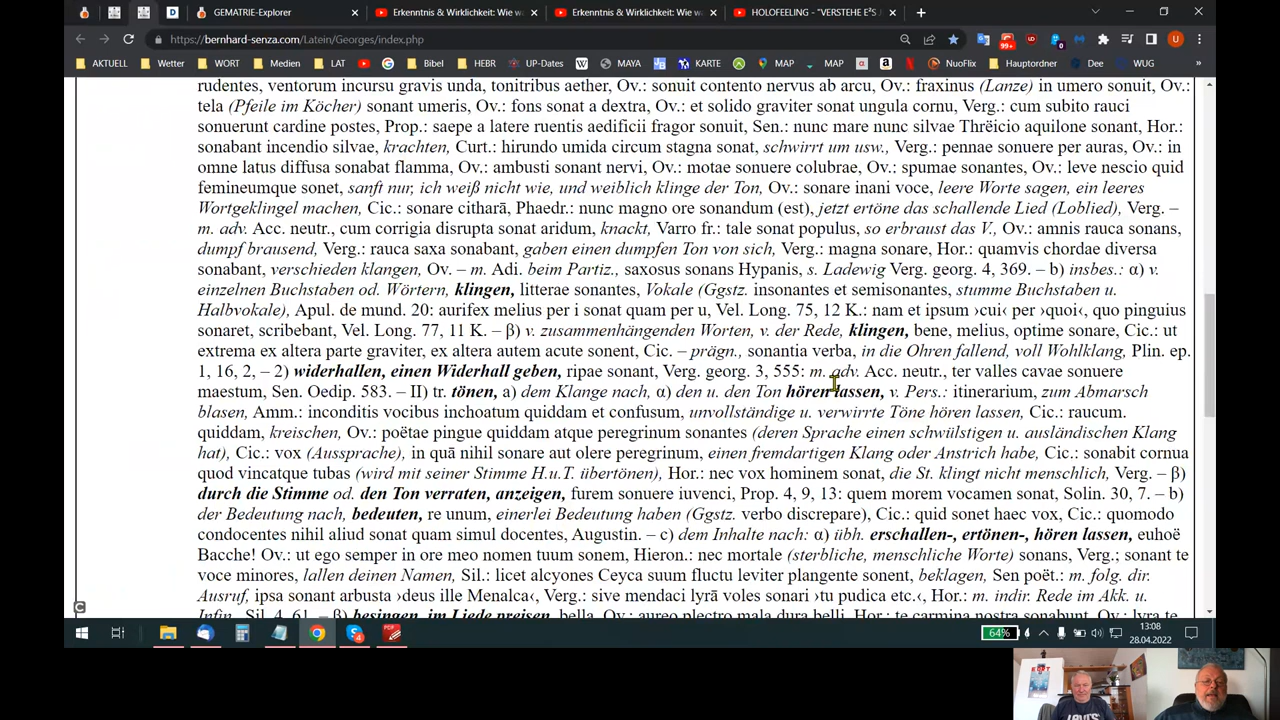 GEMATRIE-Explorer
Erkenntnis & Wirklichkeit: Wie w
Erkenntnis & Wirklichkeit: Wie w
HOLOFEELING - "VERSTEHE E²S
https://bernhard-senza.com/Latein/Georges/index.php
99+
AKTUELL Wetter WORT Medien LAT Bibel HEBR UP-Dates MAYA KARTE MAP MAP NuoFlix Hauptordner Dee WUG
rudentes, ventorum incursu gravis unda, tonitribus aether, Ov.: sonuit contento nervus ab arcu, Ov.: fraxinus (Lanze) in umero sonuit, Ov.:
tela (Pfeile im Köcher) sonant umeris, Ov.: fons sonat a dextra, Ov.: et solido graviter sonat ungula cornu, Verg.: cum subito rauci
sonuerunt cardine postes, Prop.: saepe a latere ruentis aedificii fragor sonuit, Sen.: nunc mare nunc silvae Thrëicio aquilone sonant, Hor.:
sonabant incendio silvae, krachten, Curt.: hirundo umida circum stagna sonat, schwirrt um usw., Verg.: pennae sonuere per auras, Ov.: in
omne latus diffusa sonabat flamma, Ov.: ambusti sonant nervi, Ov.: motae sonuere colubrae, Ov.: spumae sonantes, Ov.: leve nescio quid
femineumque sonet, sanft nur, ich weiß nicht wie, und weiblich klinge der Ton, Ov.: sonare inani voce, leere Worte sagen, ein leeres
Wortgeklingel machen, Cic.: sonare citharā, Phaedr.: nunc magno ore sonandum (est), jetzt ertöne das schallende Lied (Loblied), Verg. –
m. adv. Acc. neutr., cum corrigia disrupta sonat aridum, knackt, Varro fr.: tale sonat populus, so erbraust das V., Ov.: amnis rauca sonans,
dumpf brausend, Verg.: rauca saxa sonabant, gaben einen dumpfen Ton von sich, Verg.: magna sonare, Hor.: quamvis chordae diversa
sonabant, verschieden klangen, Ov. – m. Adi. beim Partiz., saxosus sonans Hypanis, s. Ladewig Verg. georg. 4, 369. – b) insbes.: α) v.
einzelnen Buchstaben od. Wörtern, klingen, litterae sonantes, Vokale (Ggstz. insonantes et semisonantes, stumme Buchstaben u.
Halbvokale), Apul. de mund. 20: aurifex melius per i sonat quam per u, Vel. Long. 75, 12 K.: nam et ipsum ›cui‹ per ›quoi‹, quo pinguius
sonaret, scribebant, Vel. Long. 77, 11 K. – β) v. zusammenhängenden Worten, v. der Rede, klingen, bene, melius, optime sonare, Cic.: ut
extrema ex altera parte graviter, ex altera autem acute sonent, Cic. – prägn., sonantia verba, in die Ohren fallend, voll Wohlklang, Plin. ep.
1, 16, 2, – 2) widerhallen, einen Widerhall geben, ripae sonant, Verg. georg. 3, 555: m. adv. Acc. neutr., ter valles cavae sonuere
maestum, Sen. Oedip. 583. – II) tr. tönen, a) dem Klange nach, α) den u. den Ton hören lassen, v. Pers.: itinerarium, zum Abmarsch
blasen, Amm.: inconditis vocibus inchoatum quiddam et confusum, unvollständige u. verwirrte Töne hören lassen, Cic.: raucum.
quiddam, kreischen, Ov.: poëtae pingue quiddam atque peregrinum sonantes (deren Sprache einen schwülstigen u. ausländischen Klang
hat), Cic.: vox (Aussprache), in quā nihil sonare aut olere peregrinum, einen fremdartigen Klang oder Anstrich habe, Cic.: sonabit cornua
quod vincatque tubas (wird mit seiner Stimme H.u.T. übertönen), Hor.: nec vox hominem sonat, die St. klingt nicht menschlich, Verg. – β)
durch die Stimme od. den Ton verraten, anzeigen, furem sonuere iuvenci, Prop. 4, 9, 13: quem morem vocamen sonat, Solin. 30, 7. – b)
der Bedeutung nach, bedeuten, re unum, einerlei Bedeutung haben (Ggstz. verbo discrepare), Cic.: quid sonet haec vox, Cic.: quomodo
condocentes nihil aliud sonat quam simul docentes, Augustin. – c) dem Inhalte nach: α) übh. erschallen-, ertönen-, hören lassen, euhoë
Bacche! Ov.: ut ego semper in ore meo nomen tuum sonem, Hieron.: nec mortale (sterbliche, menschliche Worte) sonans, Verg.; sonant te
voce minores, lallen deinen Namen, Sil.: licet alcyones Ceyca suum fluctu leviter plangente sonent, beklagen, Sen poët.: m. folg. dir.
Ausruf, ipsa sonant arbusta ›deus ille Menalca‹, Verg.: sive mendaci lyrā voles sonari ›tu pudica etc.‹, Hor.: m. indir. Rede im Akk. u.
Infin., Sil. 4, 61. – β) besingen, im Liede preisen, bella, Ov.: aureo plectro mala dura belli, Hor.: te carmina nostra sonabunt, Ov.: lyra te
64%
13:08
28.04.2022